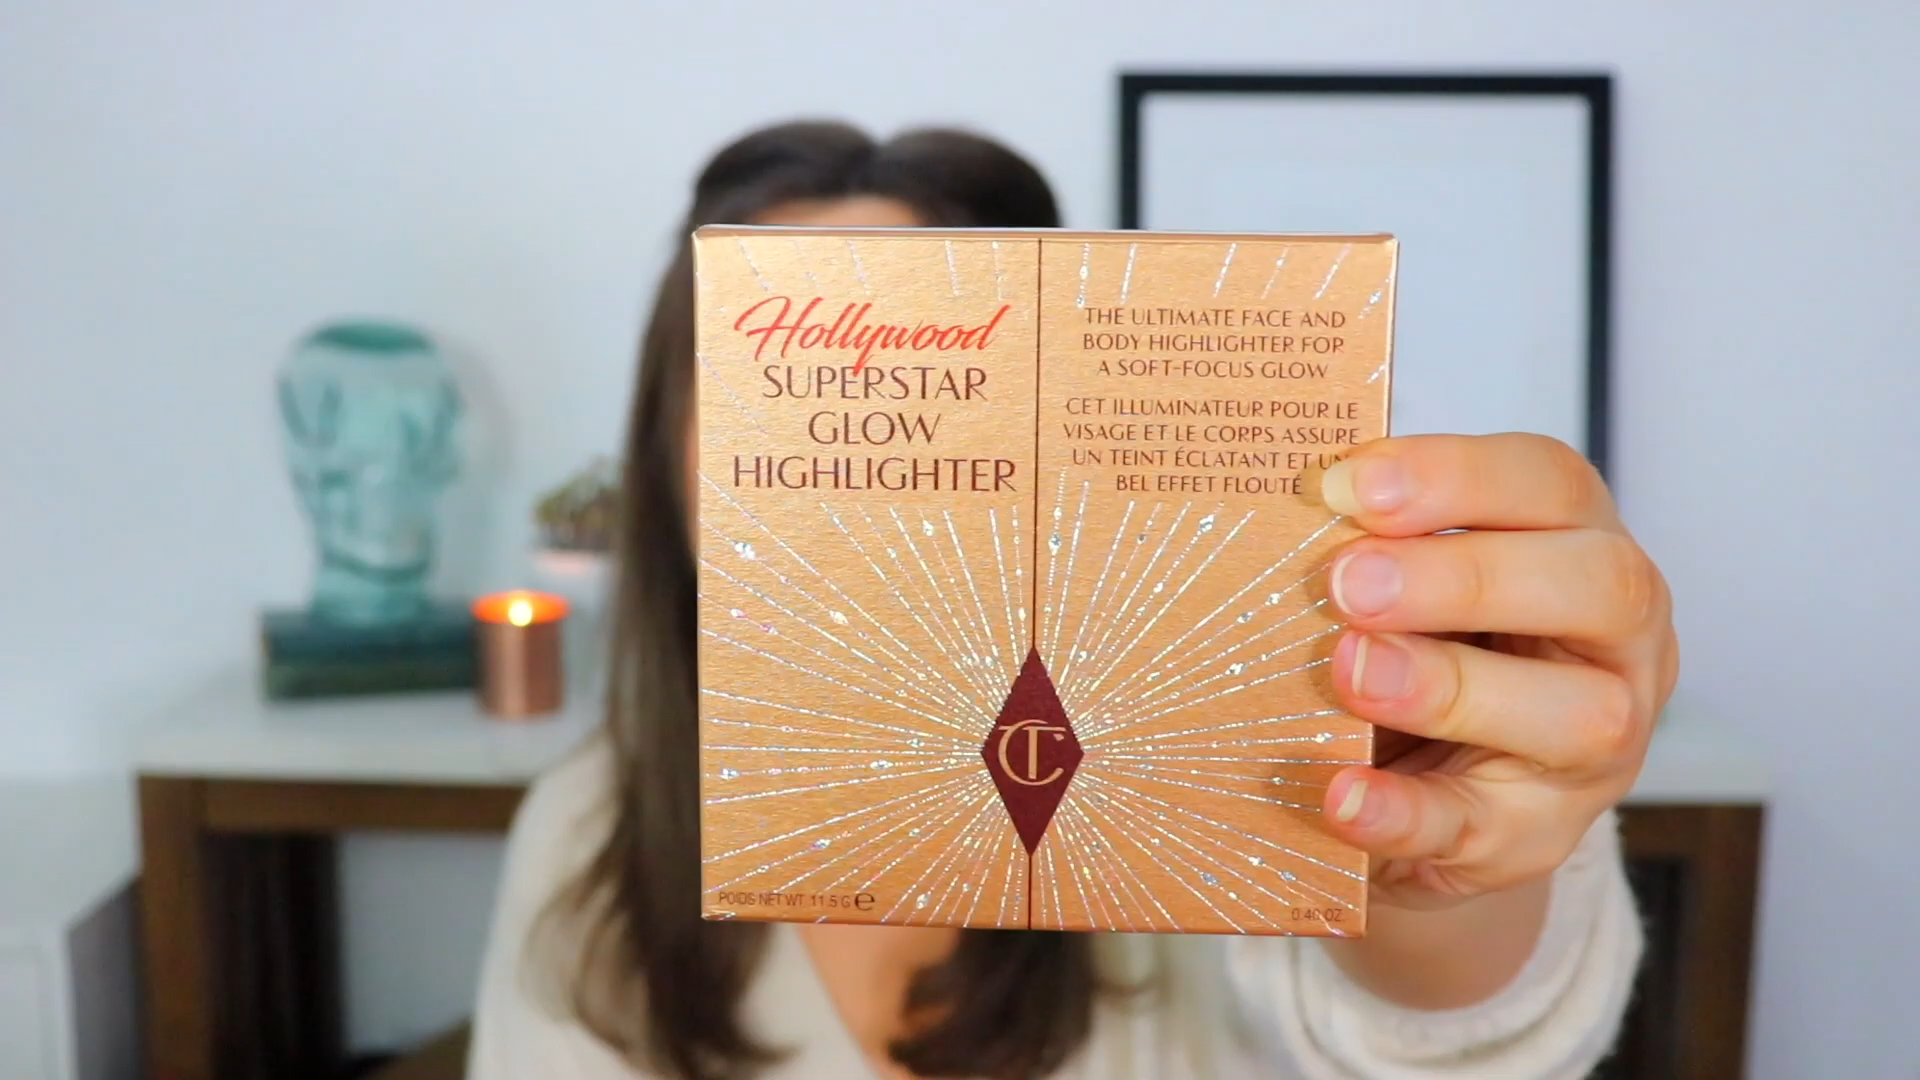 Hollywood
SUPERSTAR
GLOW
HIGHLIGHTER
THE ULTIMATE FACE AND
BODY HIGHLIGHTER FOR
A SOFT-FOCUS GLOW
CET ILLUMINATEUR POUR LE
VISAGE ET LE CORPS ASSURE
UN TEINT ÉCLATANT ET UN
BEL EFFET FLOUTÉ
CT
POIDS NET WT. 11.5 G ℮
0.40 OZ.